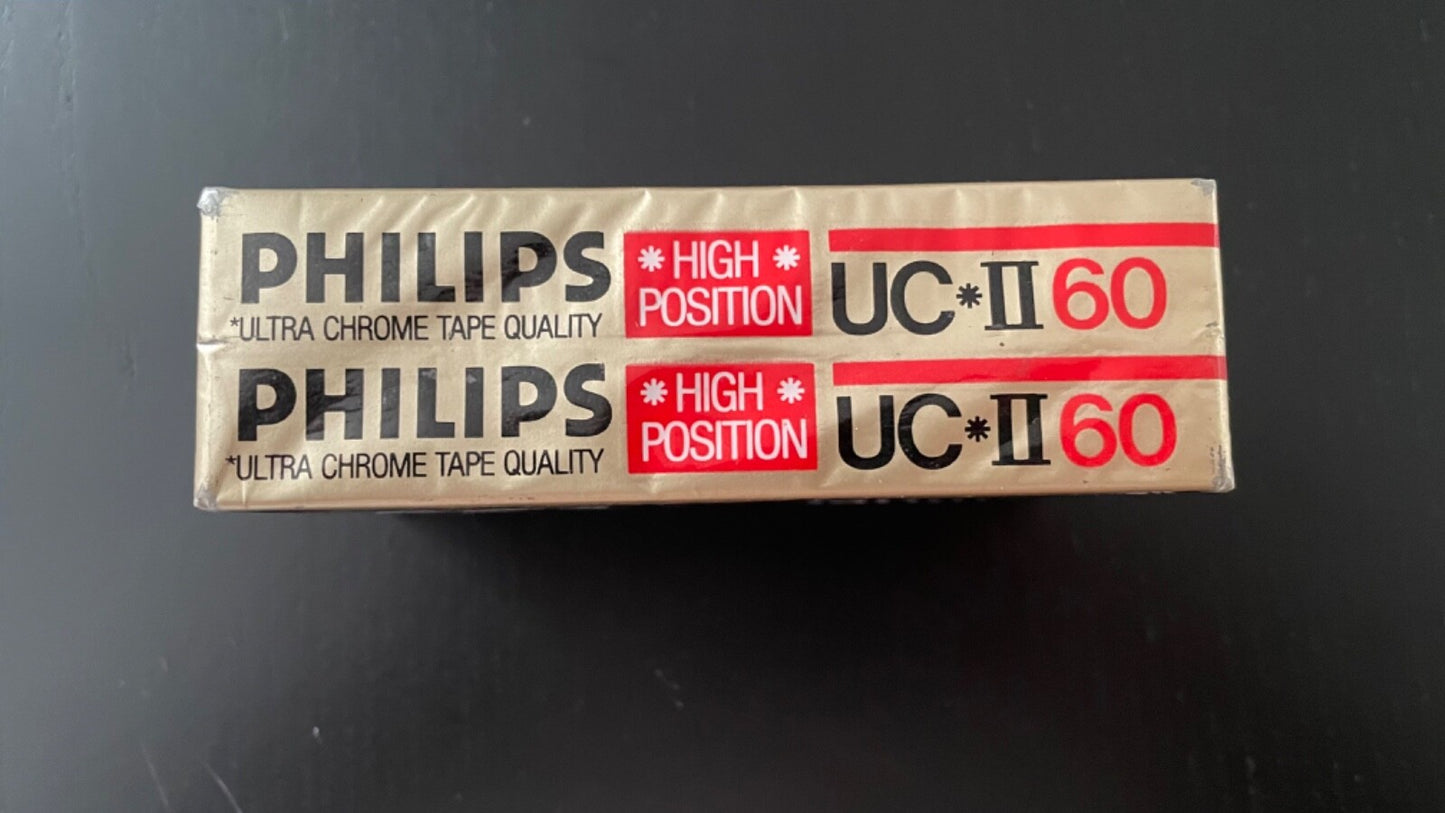 PHILIPS
*ULTRA CHROME TAPE QUALITY
* HIGH *
POSITION
UC*II 60
PHILIPS
*ULTRA CHROME TAPE QUALITY
* HIGH *
POSITION
UC*II 60